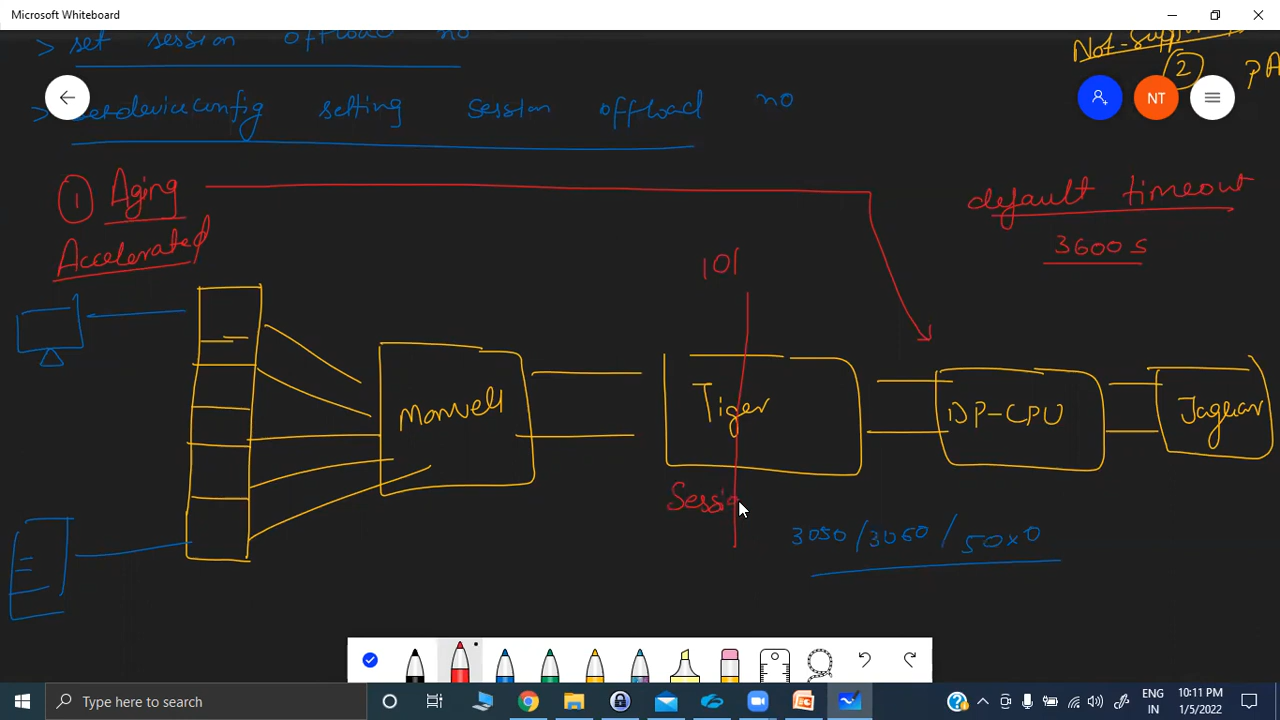 Microsoft Whiteboard
> set session offload no
Not-Supp
2 PA
> set deviceconfig setting session offload no
NT
1 Aging
Accelerated
default timeout
3600 s
101
Marvell
Tiger
DP-CPU
Jaguar
Sessio
3050/3060/50x0
Type here to search
ENG
IN
10:11 PM
1/5/2022